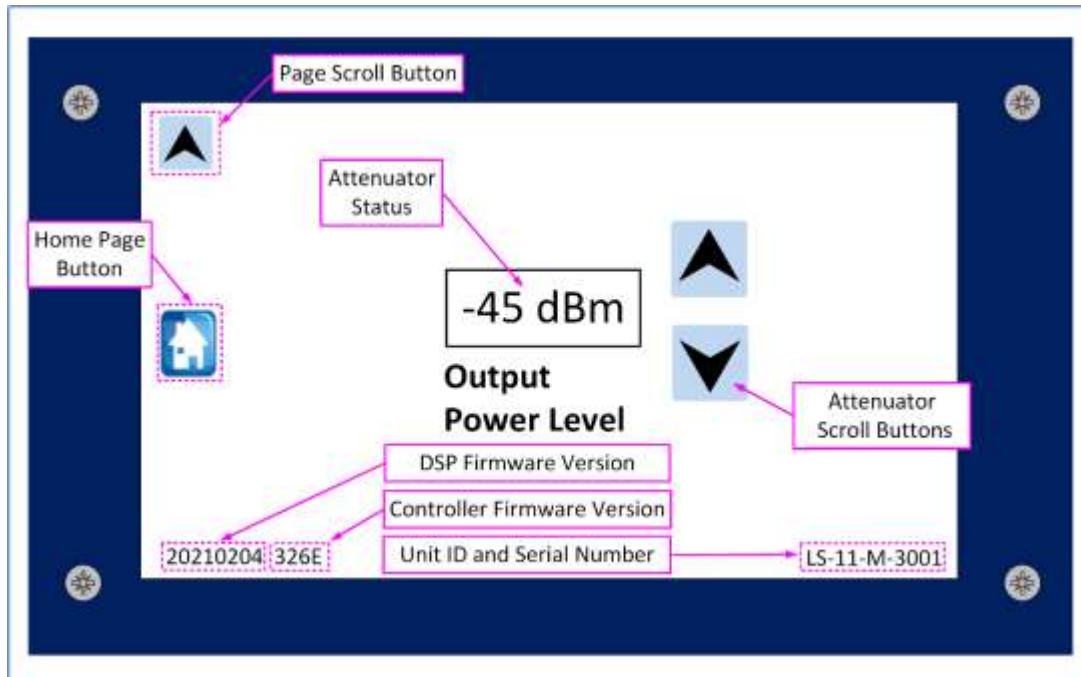 Page Scroll Button
Attenuator
Status
Home Page
Button
-45 dBm
Output
Power Level
Attenuator
Scroll Buttons
DSP Firmware Version
Controller Firmware Version
20210204 326E
Unit ID and Serial Number
LS-11-M-3001